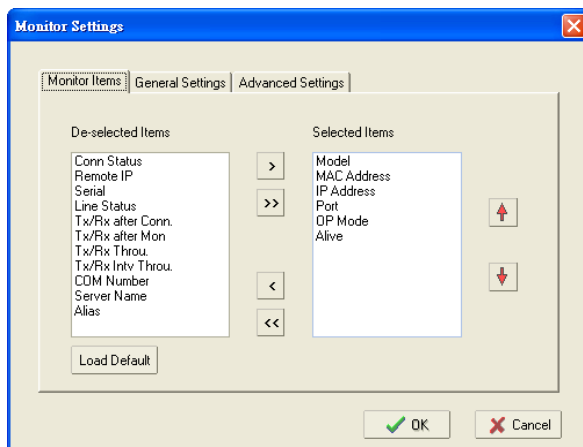 Monitor Settings
Monitor Items
General Settings
Advanced Settings
De-selected Items
Conn Status
Remote IP
Serial
Line Status
Tx/Rx after Conn.
Tx/Rx after Mon
Tx/Rx Throu.
Tx/Rx Intv Throu.
COM Number
Server Name
Alias
>
>>
<
<<
Selected Items
Model
MAC Address
IP Address
Port
OP Mode
Alive
Load Default
OK
Cancel